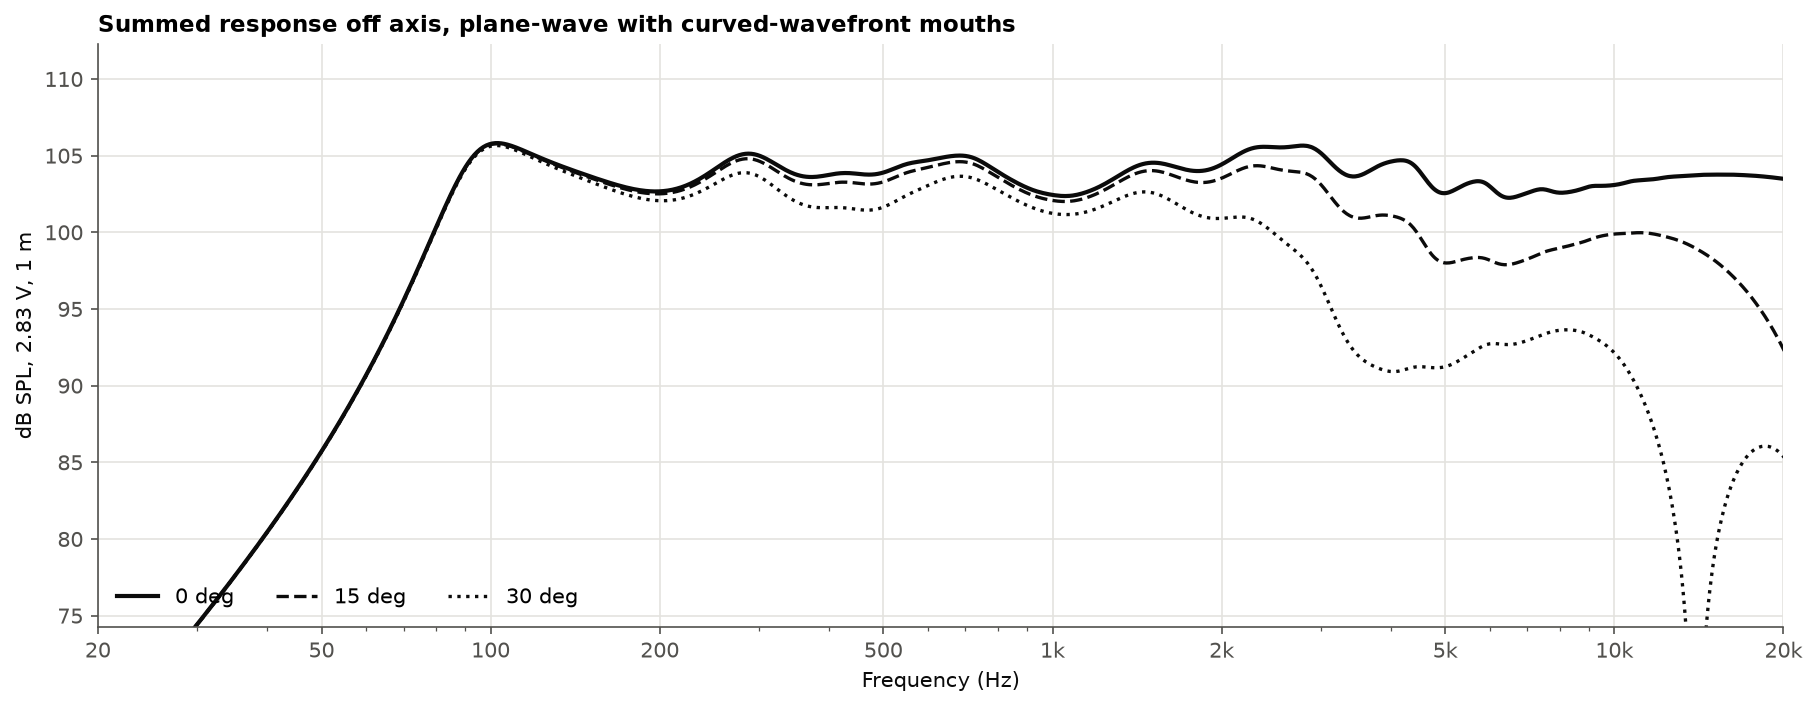 Summed response off axis, plane-wave with curved-wavefront mouths
dB SPL, 2.83 V, 1 m
110
105
100
95
90
85
80
75
0 deg 15 deg 30 deg
20 50 100 200 500 1k 2k 5k 10k 20k
Frequency (Hz)